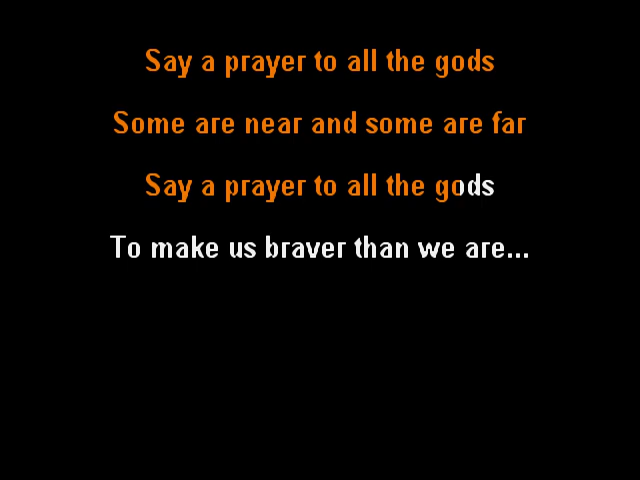 Say a prayer to all the gods
Some are near and some are far
Say a prayer to all the gods
To make us braver than we are...